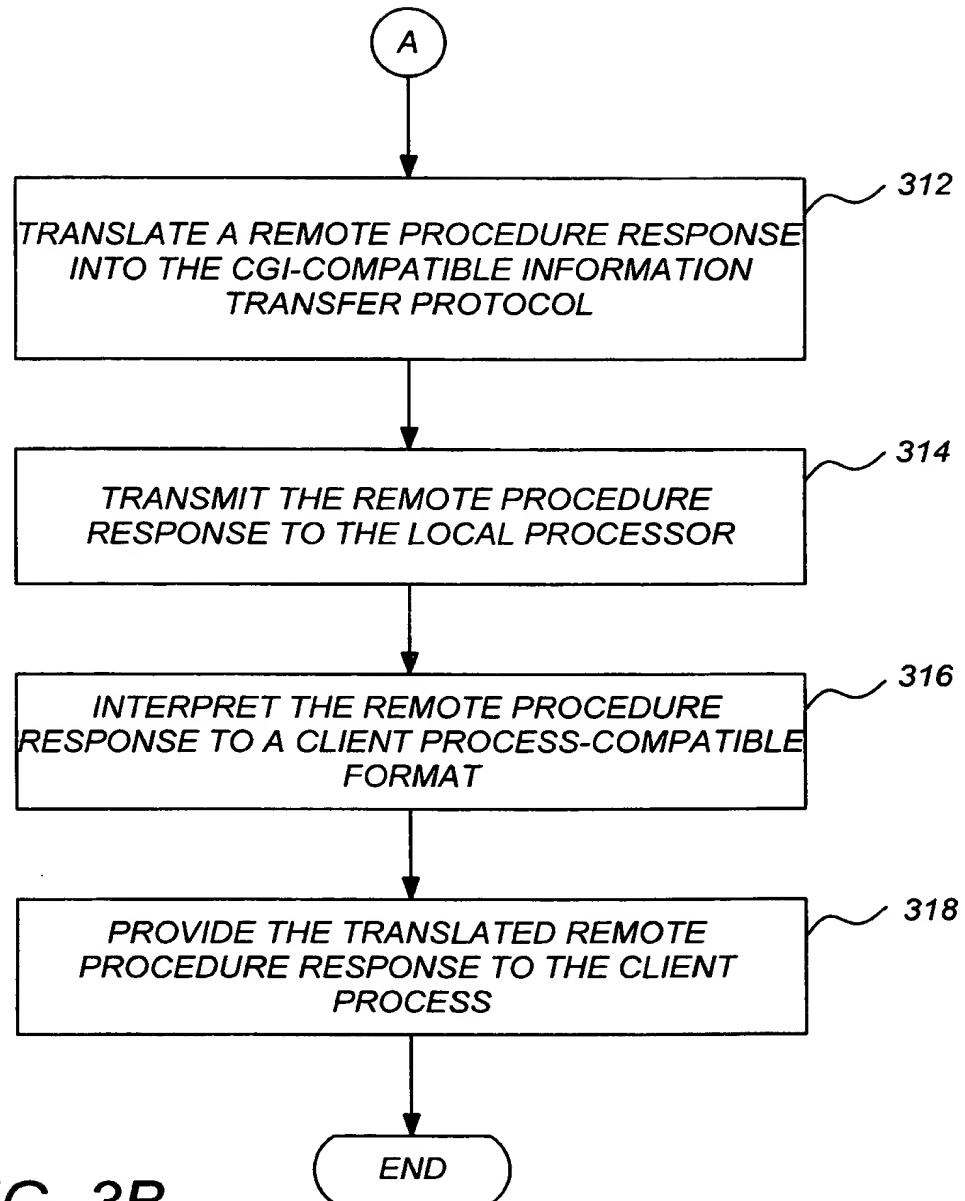 A
312
TRANSLATE A REMOTE PROCEDURE RESPONSE
INTO THE CGI-COMPATIBLE INFORMATION
TRANSFER PROTOCOL
314
TRANSMIT THE REMOTE PROCEDURE
RESPONSE TO THE LOCAL PROCESSOR
316
INTERPRET THE REMOTE PROCEDURE
RESPONSE TO A CLIENT PROCESS-COMPATIBLE
FORMAT
318
PROVIDE THE TRANSLATED REMOTE
PROCEDURE RESPONSE TO THE CLIENT
PROCESS
END
3B